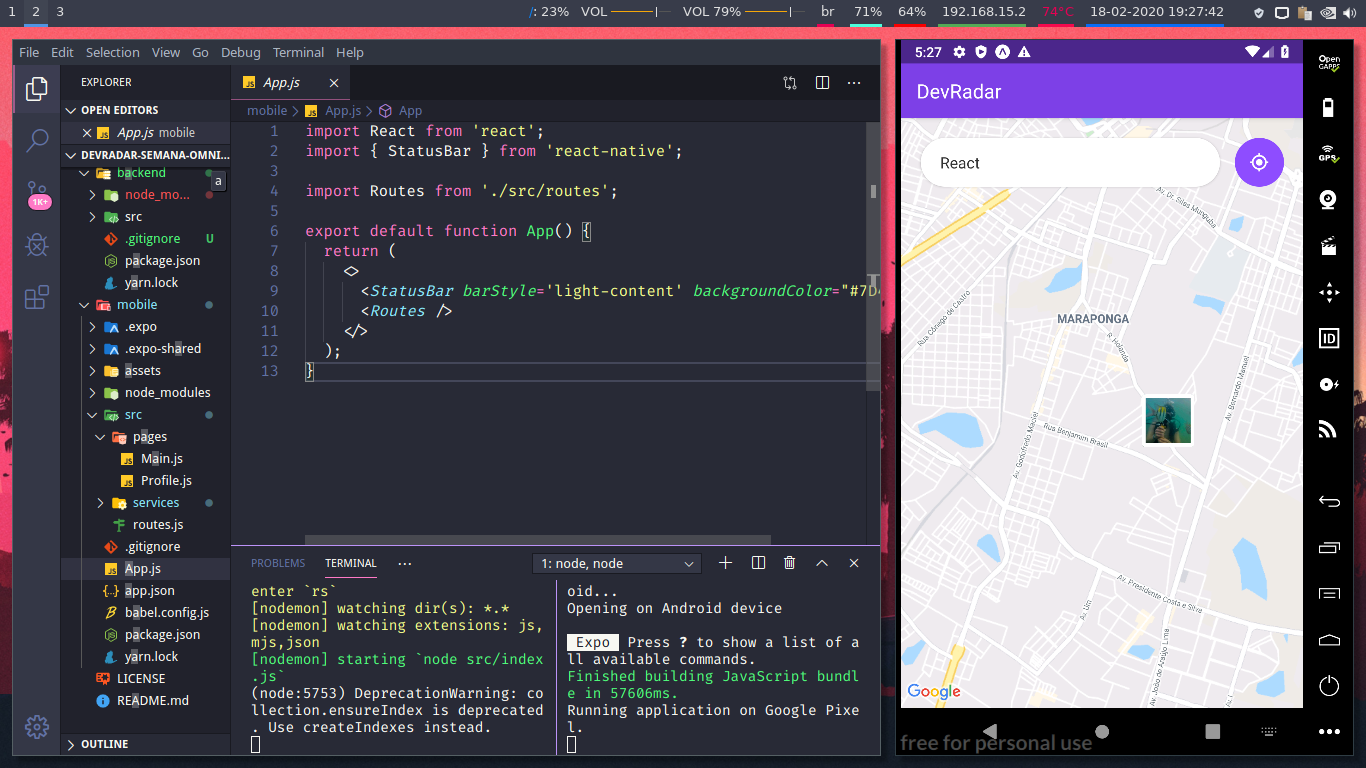 1 2 3
/: 23% VOL VOL 79% br 71% 64% 192.168.15.2 74°C 18-02-2020 19:27:42
File Edit Selection View Go Debug Terminal Help
EXPLORER
OPEN EDITORS
App.js mobile
DEVRADAR-SEMANA-OMNI...
backend
a
node_mo...
src
.gitignore U
package.json
yarn.lock
mobile
.expo
.expo-shared
assets
node_modules
src
pages
Main.js
Profile.js
services
routes.js
.gitignore
App.js
app.json
babel.config.js
package.json
yarn.lock
LICENSE
README.md
OUTLINE
1K+
App.js
mobile > App.js > App
1 import React from 'react';
2 import { StatusBar } from 'react-native';
3
4 import Routes from './src/routes';
5
6 export default function App() {
7 return (
8 <>
9 <StatusBar barStyle='light-content' backgroundColor="#7D4
10 <Routes />
11 </>
12 );
13 }
PROBLEMS TERMINAL ... 1: node, node
enter `rs`
[nodemon] watching dir(s): *.*
[nodemon] watching extensions: js,
mjs,json
[nodemon] starting `node src/index
.js`
(node:5753) DeprecationWarning: co
llection.ensureIndex is deprecated
. Use createIndexes instead.
oid...
Opening on Android device
Expo Press ? to show a list of a
ll available commands.
Finished building JavaScript bundl
e in 57606ms.
Running application on Google Pixe
l.
5:27
DevRadar
React
Av. Dr. Silas Munguba
Rua Cônego de Castro
MARAPONGA
R. Holanda
Av. Bernardo Manuel
Av. Godofredo Maciel
Rua Benjamim Brasil
Av. Presidente Costa e Silva
Av. Um
Av. João de Araújo Lima
Google
free for personal use
Open
GAPPS
GPS
ID